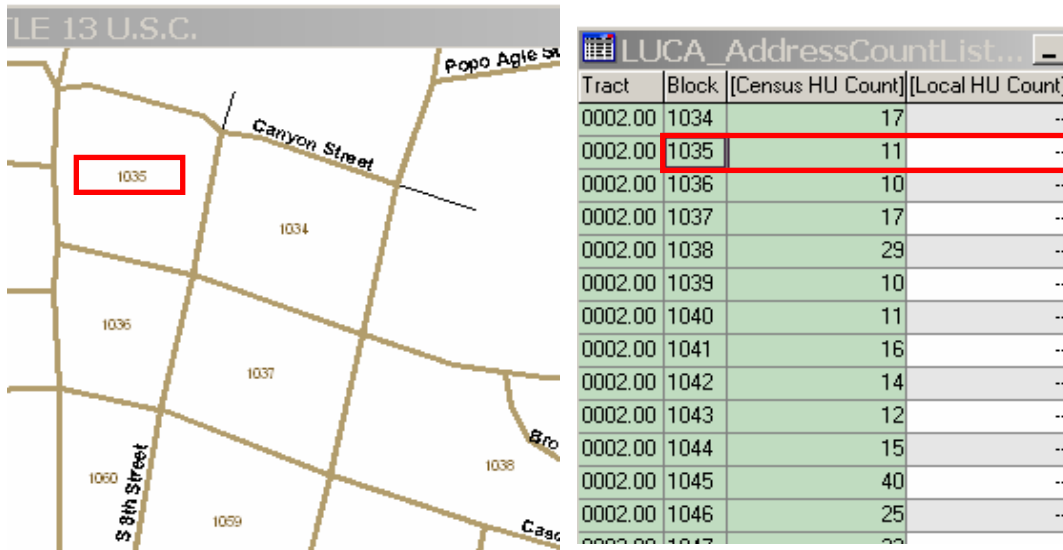 TLE 13 U.S.C.
Popo Agie St
Canyon Street
1035
1034
1036
1037
Bro
1038
1060
S 8th Street
1059
Casc
LUCA_AddressCountList...
Tract Block [Census HU Count] [Local HU Count]
0002.00 1034 17 --
0002.00 1035 11 --
0002.00 1036 10 --
0002.00 1037 17 --
0002.00 1038 29 --
0002.00 1039 10 --
0002.00 1040 11 --
0002.00 1041 16 --
0002.00 1042 14 --
0002.00 1043 12 --
0002.00 1044 15 --
0002.00 1045 40 --
0002.00 1046 25 --